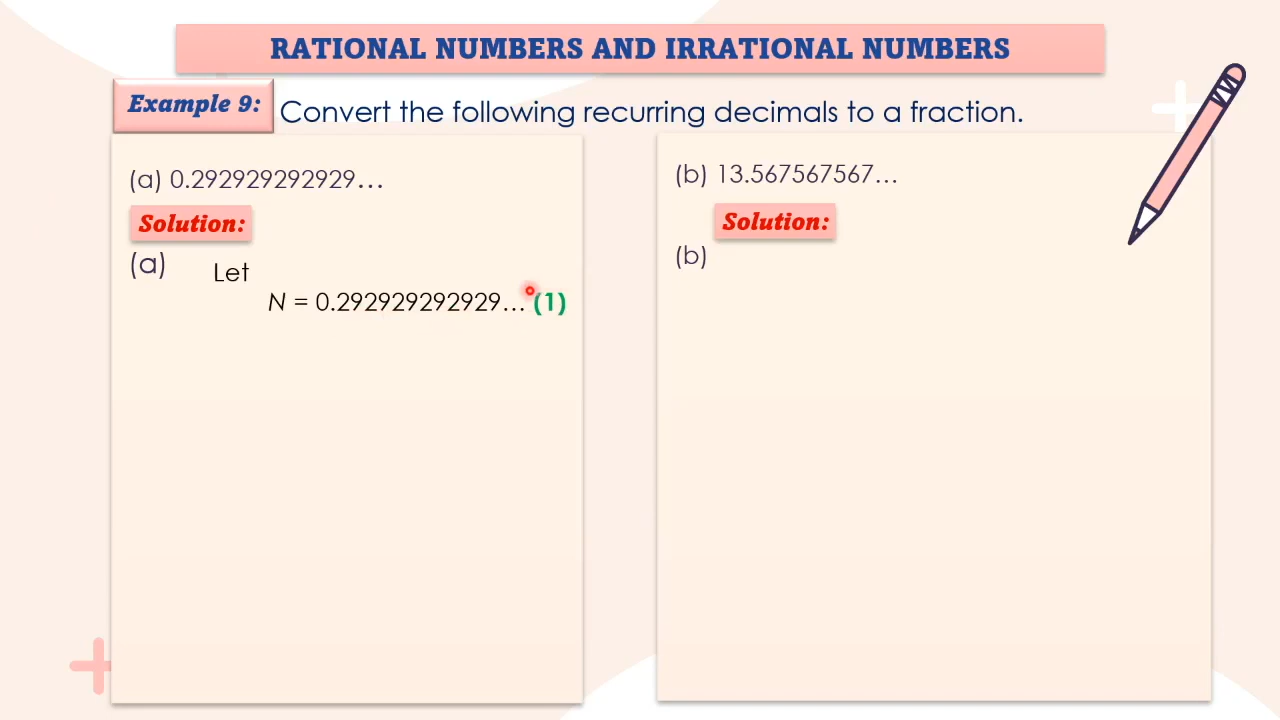 RATIONAL NUMBERS AND IRRATIONAL NUMBERS
Example 9: Convert the following recurring decimals to a fraction.
(a) 0.292929292929...
Solution:
(a) Let
N = 0.292929292929... (1)
(b) 13.567567567...
Solution:
(b)